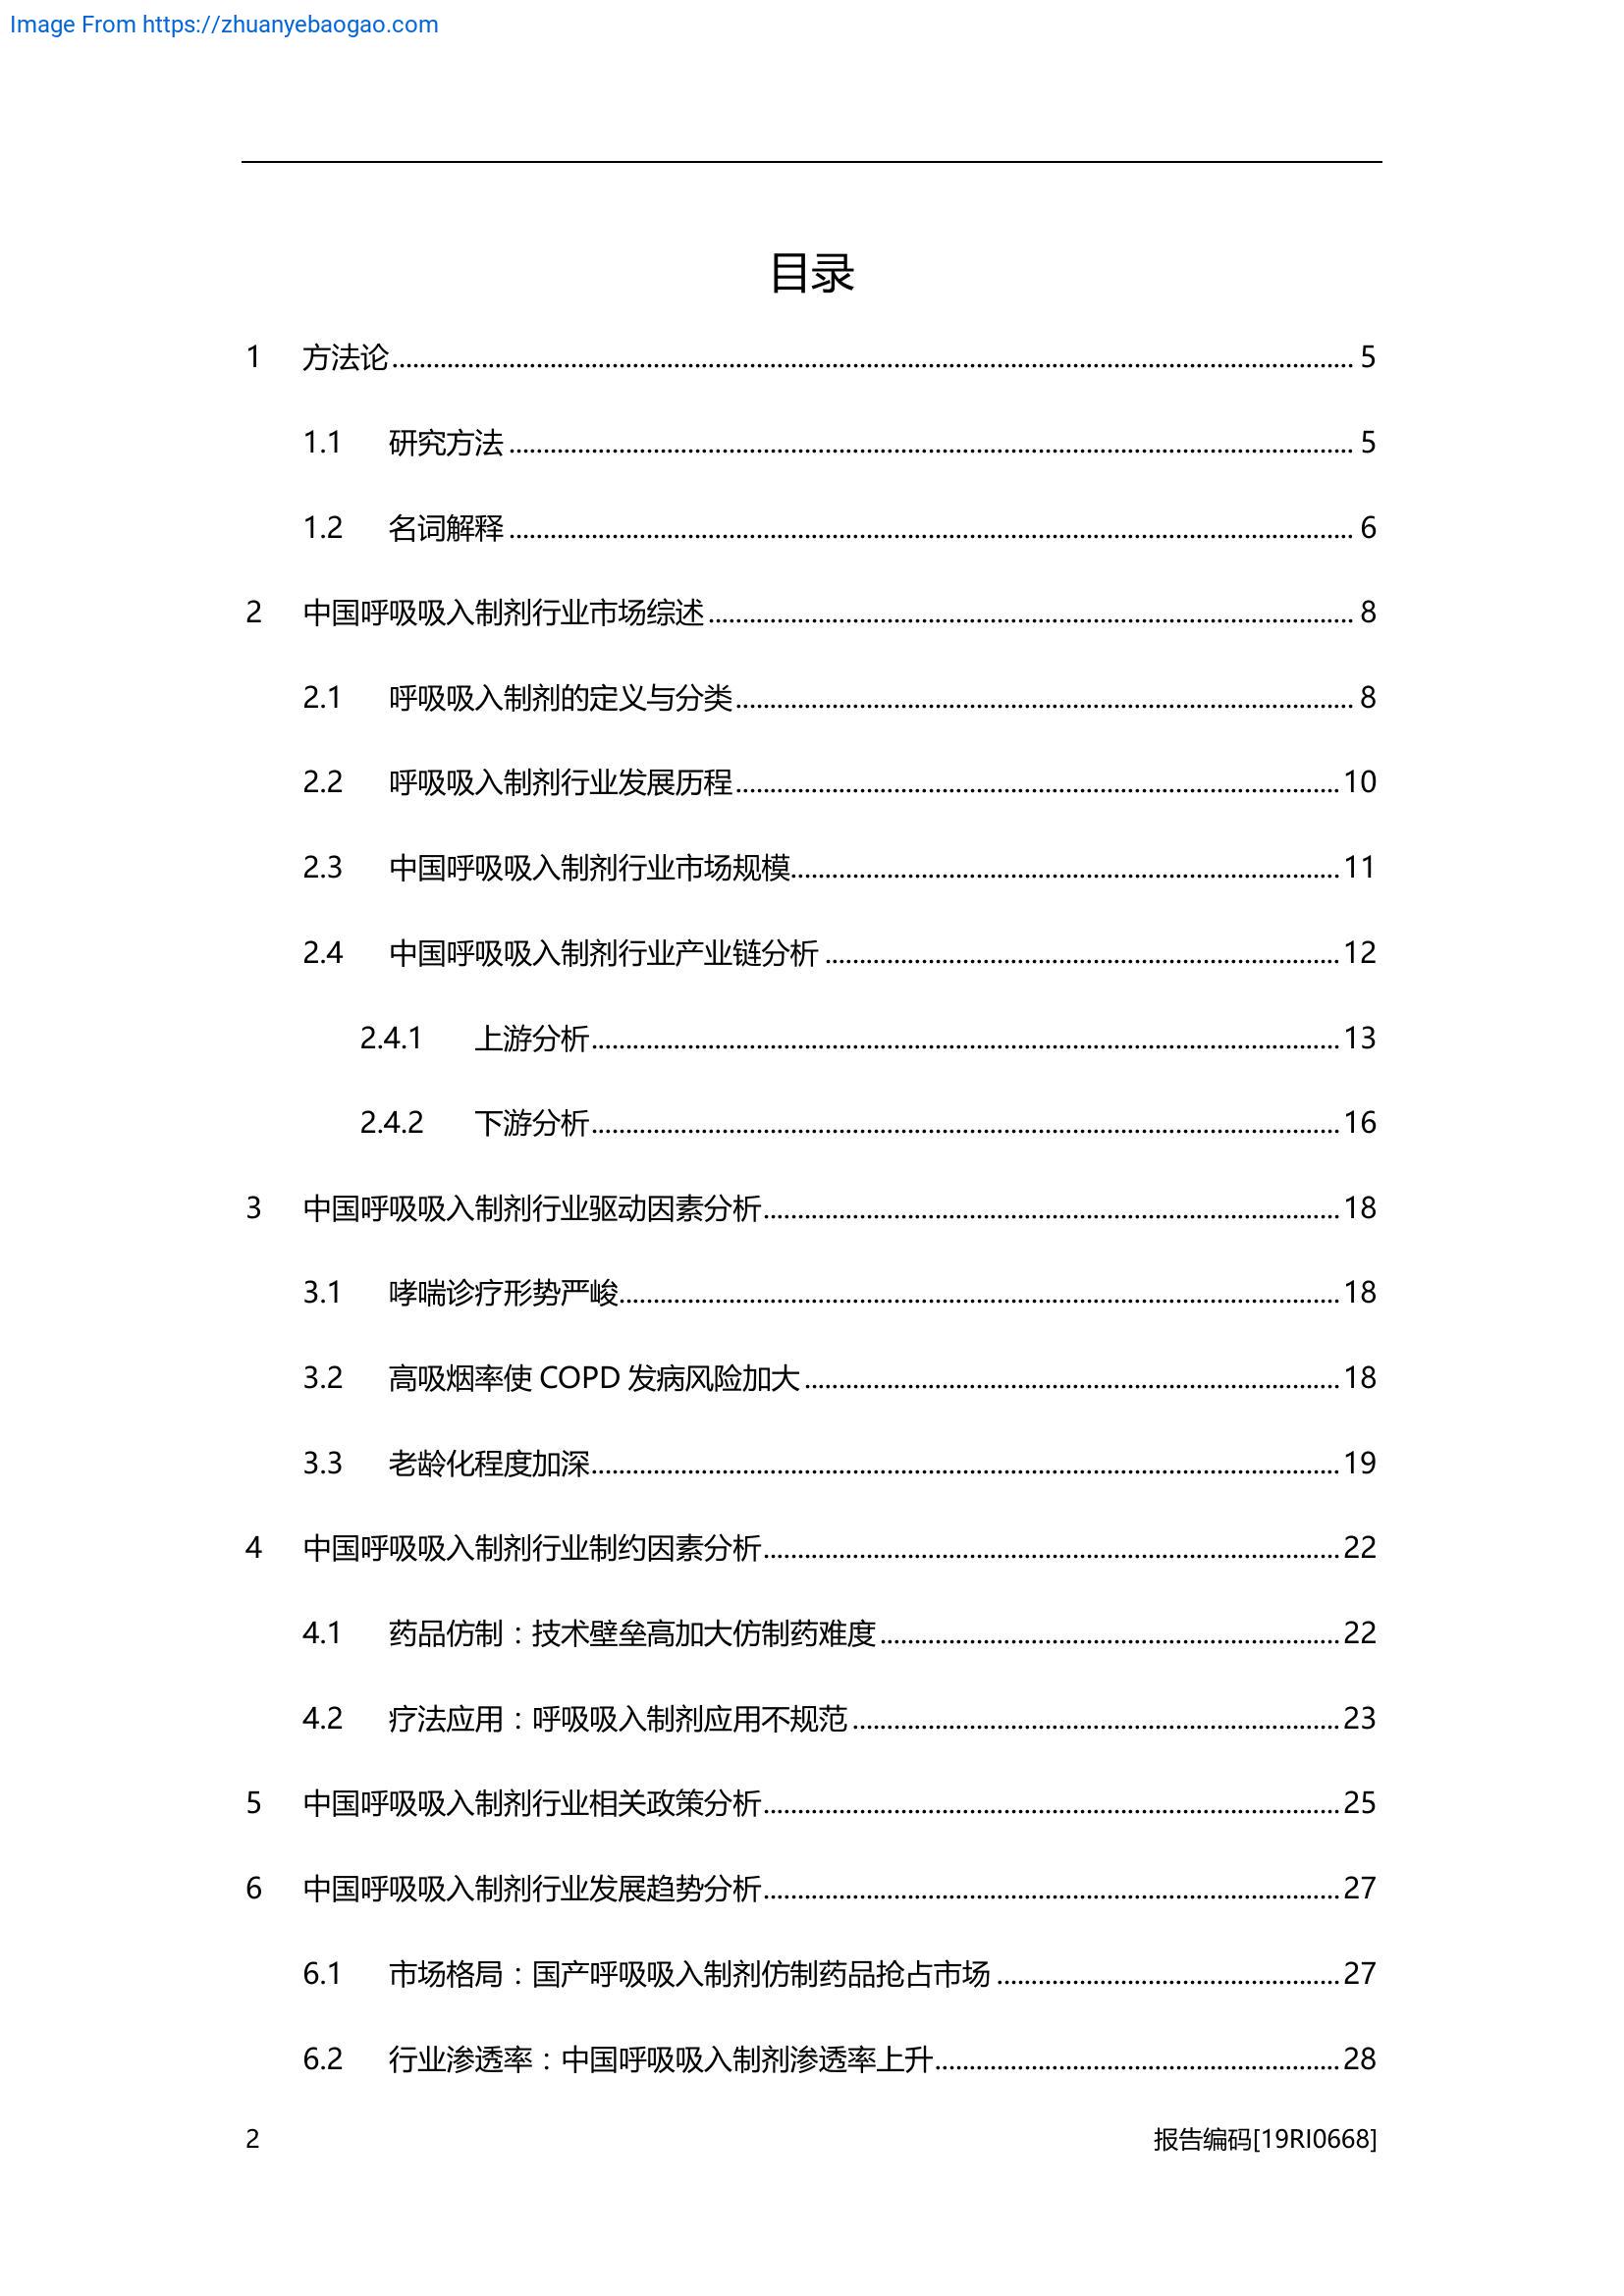 Image From https://zhuanyebaogao.com
目录
1 方法论 5
1.1 研究方法 5
1.2 名词解释 6
2 中国呼吸吸入制剂行业市场综述 8
2.1 呼吸吸入制剂的定义与分类 8
2.2 呼吸吸入制剂行业发展历程 10
2.3 中国呼吸吸入制剂行业市场规模 11
2.4 中国呼吸吸入制剂行业产业链分析 12
2.4.1 上游分析 13
2.4.2 下游分析 16
3 中国呼吸吸入制剂行业驱动因素分析 18
3.1 哮喘诊疗形势严峻 18
3.2 高吸烟率使 COPD 发病风险加大 18
3.3 老龄化程度加深 19
4 中国呼吸吸入制剂行业制约因素分析 22
4.1 药品仿制：技术壁垒高加大仿制药难度 22
4.2 疗法应用：呼吸吸入制剂应用不规范 23
5 中国呼吸吸入制剂行业相关政策分析 25
6 中国呼吸吸入制剂行业发展趋势分析 27
6.1 市场格局：国产呼吸吸入制剂仿制药品抢占市场 27
6.2 行业渗透率：中国呼吸吸入制剂渗透率上升 28
2 报告编码[19RI0668]